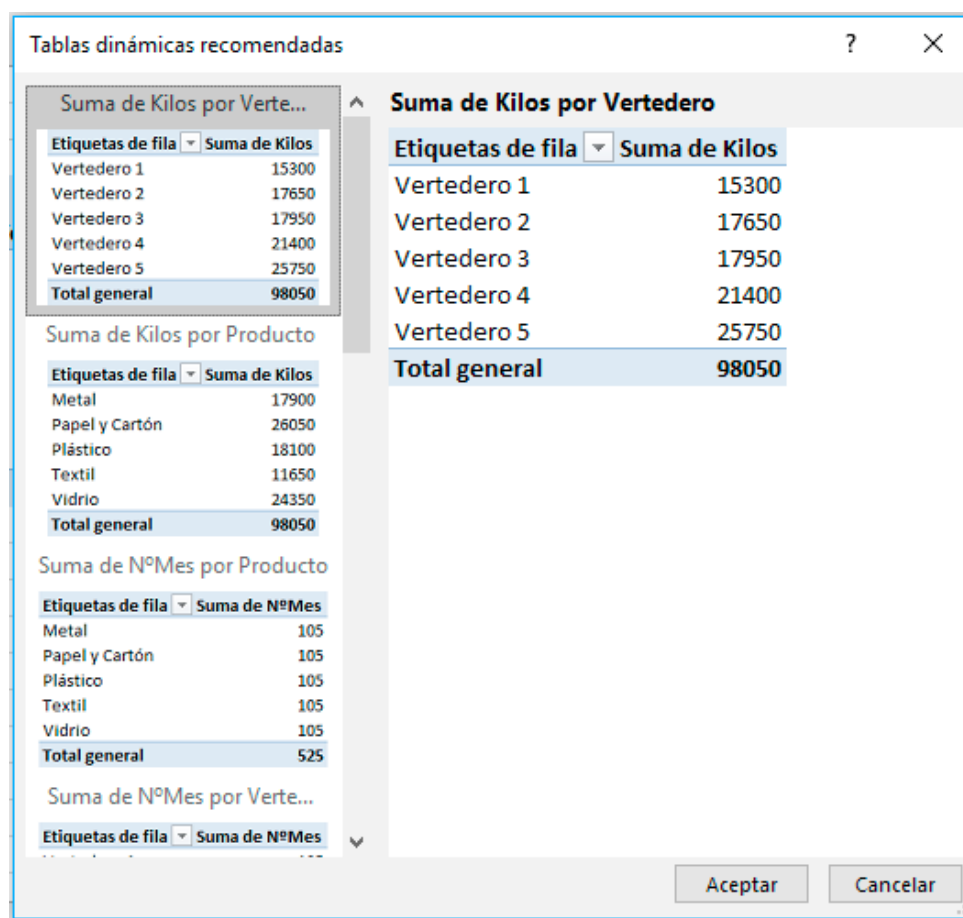 Tablas dinámicas recomendadas
?
Suma de Kilos por Verte...
Etiquetas de fila Suma de Kilos
Vertedero 1 15300
Vertedero 2 17650
Vertedero 3 17950
Vertedero 4 21400
Vertedero 5 25750
Total general 98050
Suma de Kilos por Producto
Etiquetas de fila Suma de Kilos
Metal 17900
Papel y Cartón 26050
Plástico 18100
Textil 11650
Vidrio 24350
Total general 98050
Suma de NºMes por Producto
Etiquetas de fila Suma de NºMes
Metal 105
Papel y Cartón 105
Plástico 105
Textil 105
Vidrio 105
Total general 525
Suma de NºMes por Verte...
Etiquetas de fila Suma de NºMes
Suma de Kilos por Vertedero
Etiquetas de fila Suma de Kilos
Vertedero 1 15300
Vertedero 2 17650
Vertedero 3 17950
Vertedero 4 21400
Vertedero 5 25750
Total general 98050
Aceptar
Cancelar